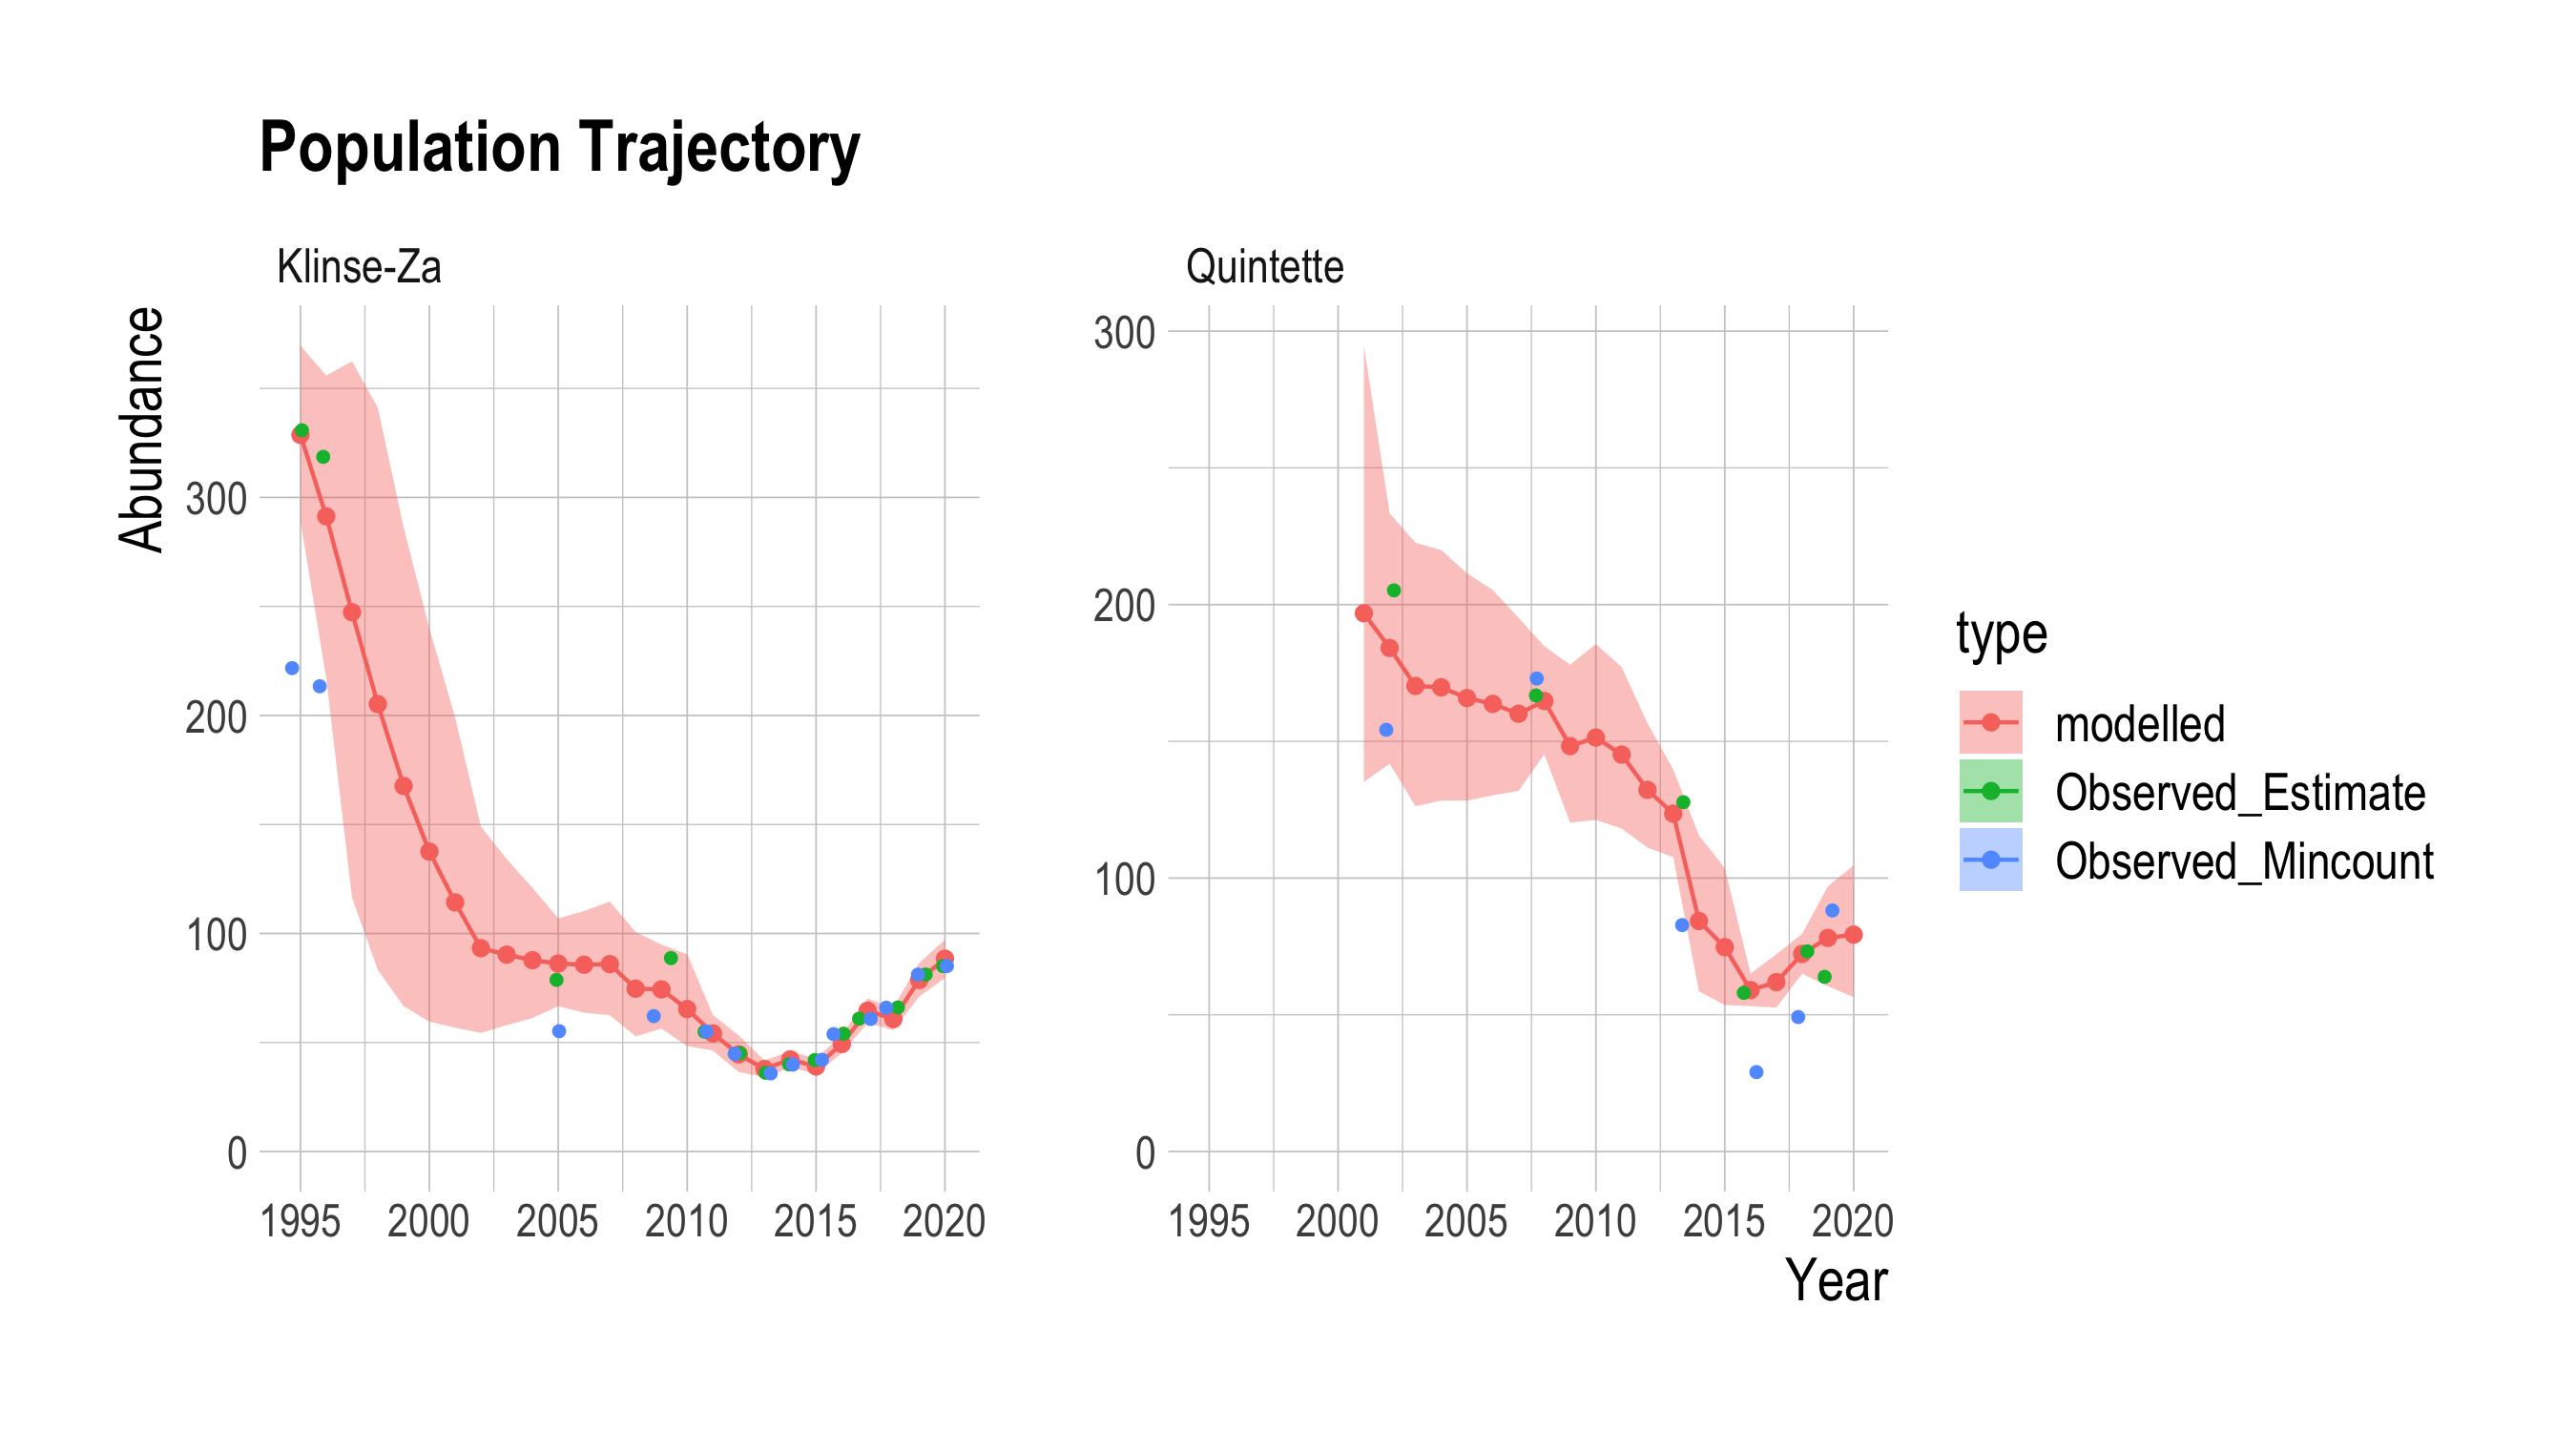 Population Trajectory
Klinse-Za
Quintette
Abundance
300
200
100
0
300
200
100
0
1995 2000 2005 2010 2015 2020
1995 2000 2005 2010 2015 2020
Year
type
modelled
Observed_Estimate
Observed_Mincount